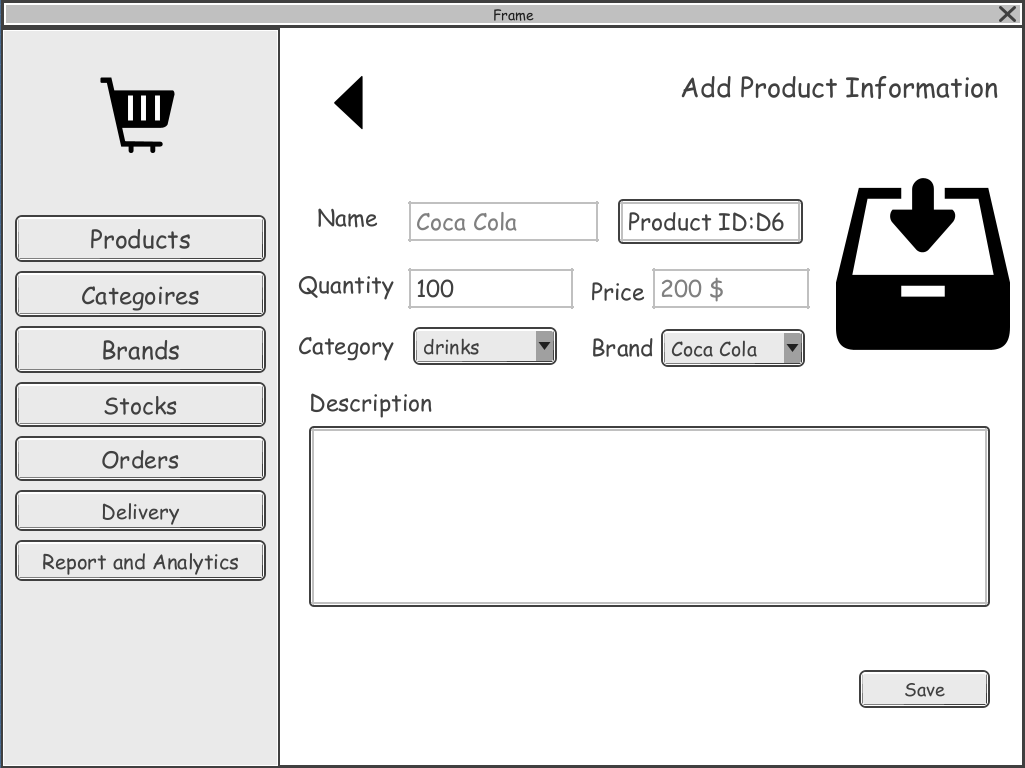 Frame
Add Product Information
Products
Categoires
Brands
Stocks
Orders
Delivery
Report and Analytics
Name Coca Cola Product ID:D6
Quantity 100 Price 200 $
Category drinks Brand Coca Cola
Description
Save